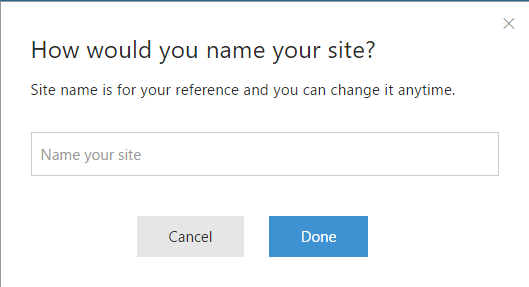 How would you name your site?
Site name is for your reference and you can change it anytime.
Name your site
Cancel
Done